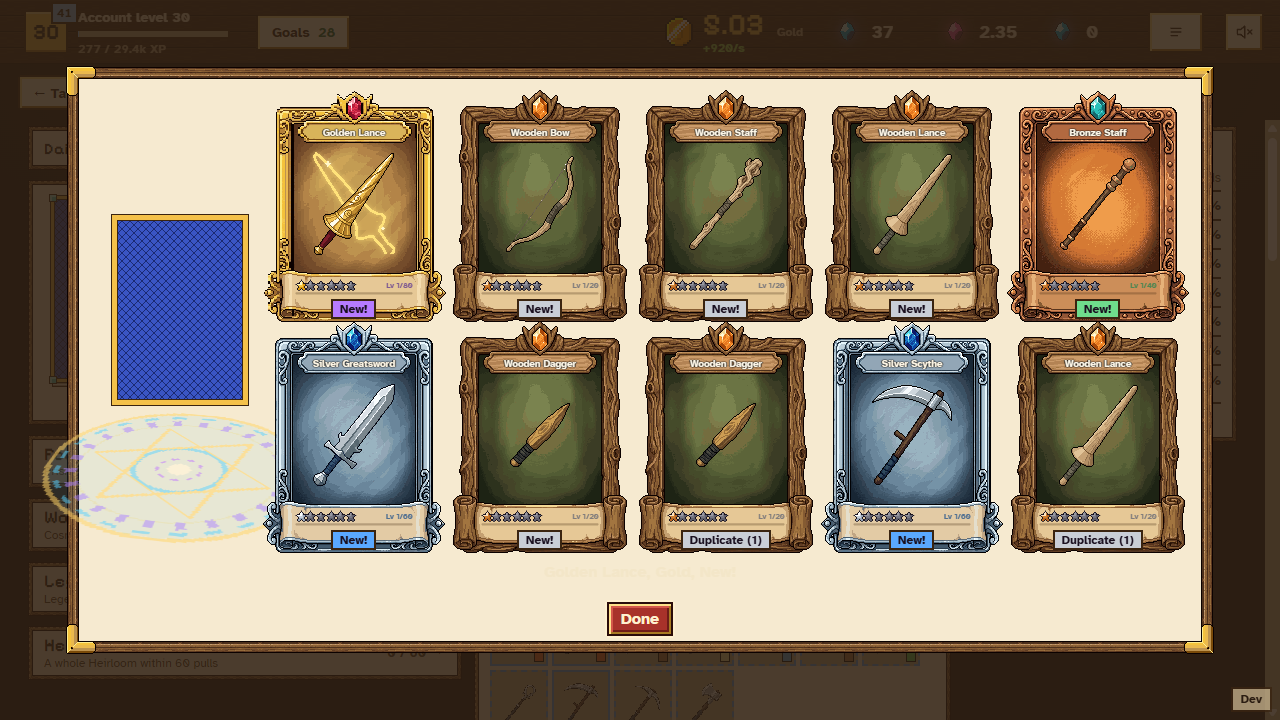 30
41
Account level 30
277 / 29.4k XP
Goals 28
S.03
Gold
+920/s
37
2.35
0
Golden Lance
Wooden Bow
Wooden Staff
Wooden Lance
Bronze Staff
Lv 1/80
Lv 1/20
Lv 1/20
Lv 1/20
Lv 1/40
New!
New!
New!
New!
New!
Silver Greatsword
Wooden Dagger
Wooden Dagger
Silver Scythe
Wooden Lance
Lv 1/60
Lv 1/20
Lv 1/20
Lv 1/60
Lv 1/20
New!
New!
Duplicate (1)
New!
Duplicate (1)
Golden Lance, Gold, New!
Done
A whole Heirloom within 60 pulls
Dev